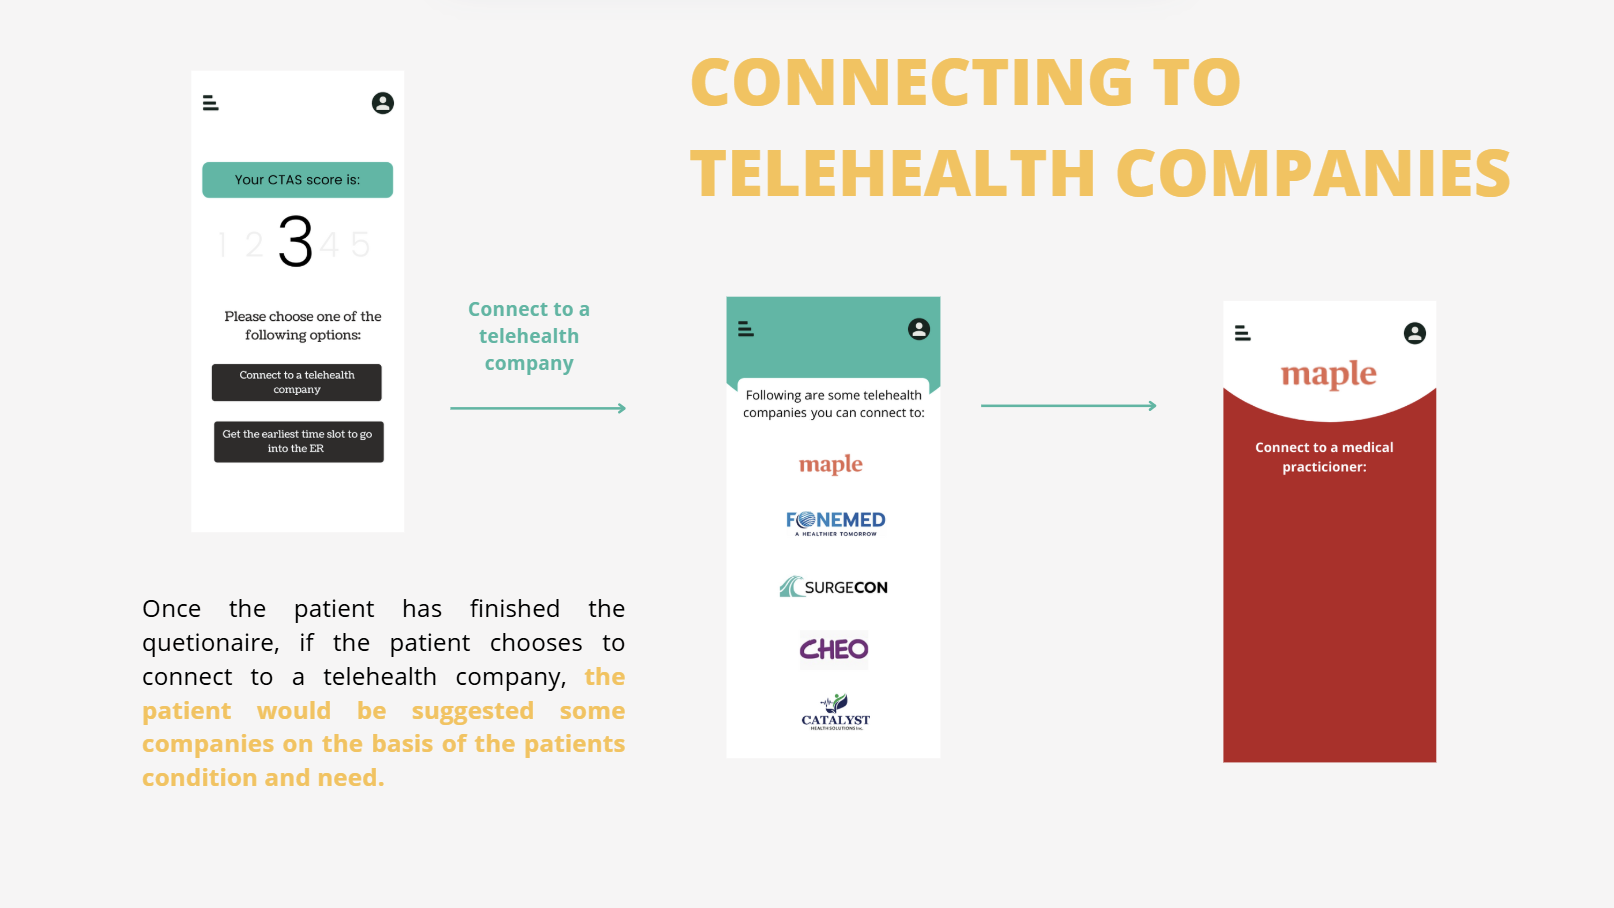 CONNECTING TO
TELEHEALTH COMPANIES
Your CTAS score is:
1 2 3 4 5
Please choose one of the
following options:
Connect to a telehealth
company
Get the earliest time slot to go
into the ER
Connect to a
telehealth
company
Following are some telehealth
companies you can connect to:
maple
FONEMED
A HEALTHIER TOMORROW
SURGECON
CHEO
CATALYST
HEALTH SOLUTIONS Inc.
maple
Connect to a medical
practicioner:
Once the patient has finished the
quetionaire, if the patient chooses to
connect to a telehealth company, the
patient would be suggested some
companies on the basis of the patients
condition and need.